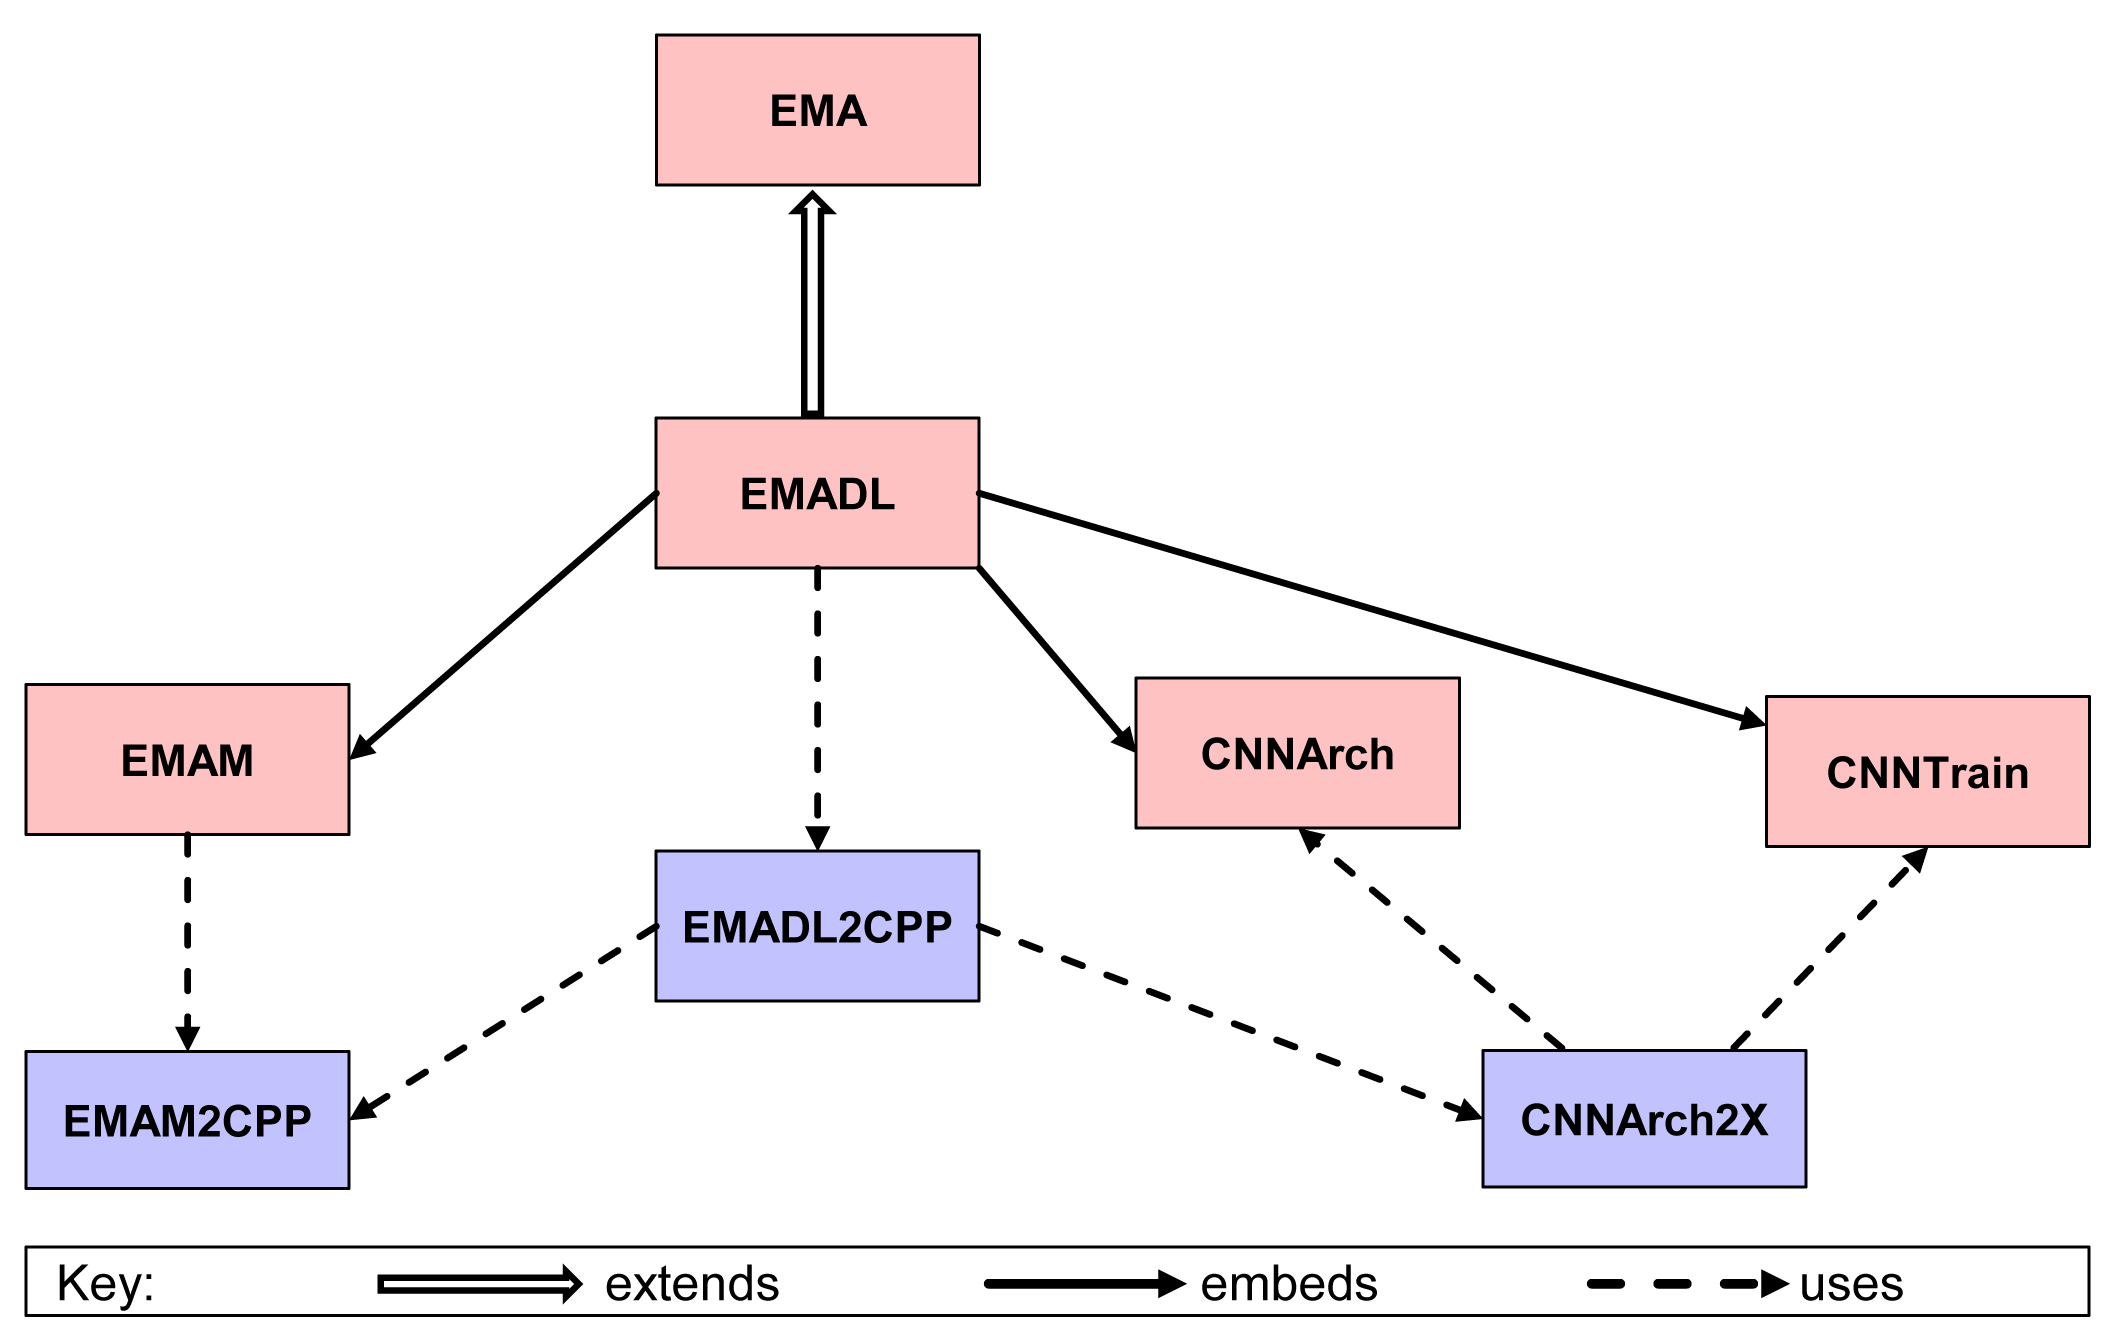 EMA
EMADL
EMAM
CNNArch
CNNTrain
EMADL2CPP
EMAM2CPP
CNNArch2X
Key: extends embeds uses